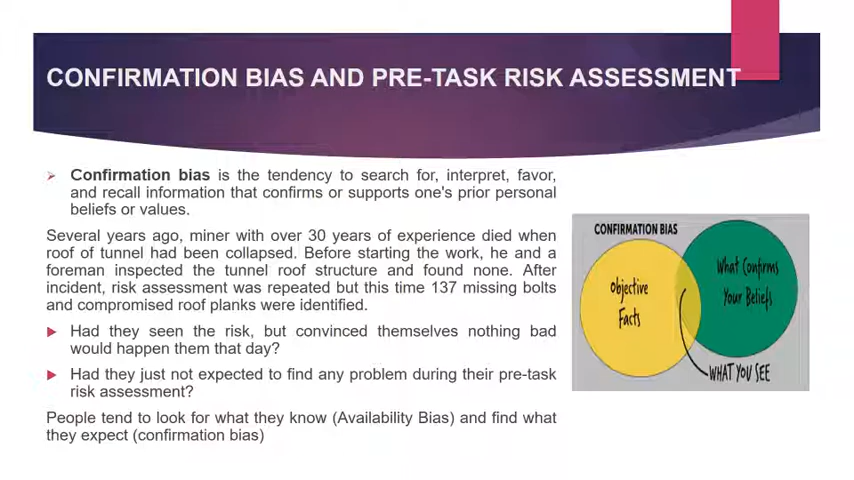 CONFIRMATION BIAS AND PRE-TASK RISK ASSESSMENT
Confirmation bias is the tendency to search for, interpret, favor,
and recall information that confirms or supports one's prior personal
beliefs or values.
Several years ago, miner with over 30 years of experience died when
roof of tunnel had been collapsed. Before starting the work, he and a
foreman inspected the tunnel roof structure and found none. After
incident, risk assessment was repeated but this time 137 missing bolts
and compromised roof planks were identified.
Had they seen the risk, but convinced themselves nothing bad
would happen them that day?
Had they just not expected to find any problem during their pre-task
risk assessment?
People tend to look for what they know (Availability Bias) and find what
they expect (confirmation bias)
CONFIRMATION BIAS
Objective
Facts
What Confirms
Your Beliefs
WHAT YOU SEE